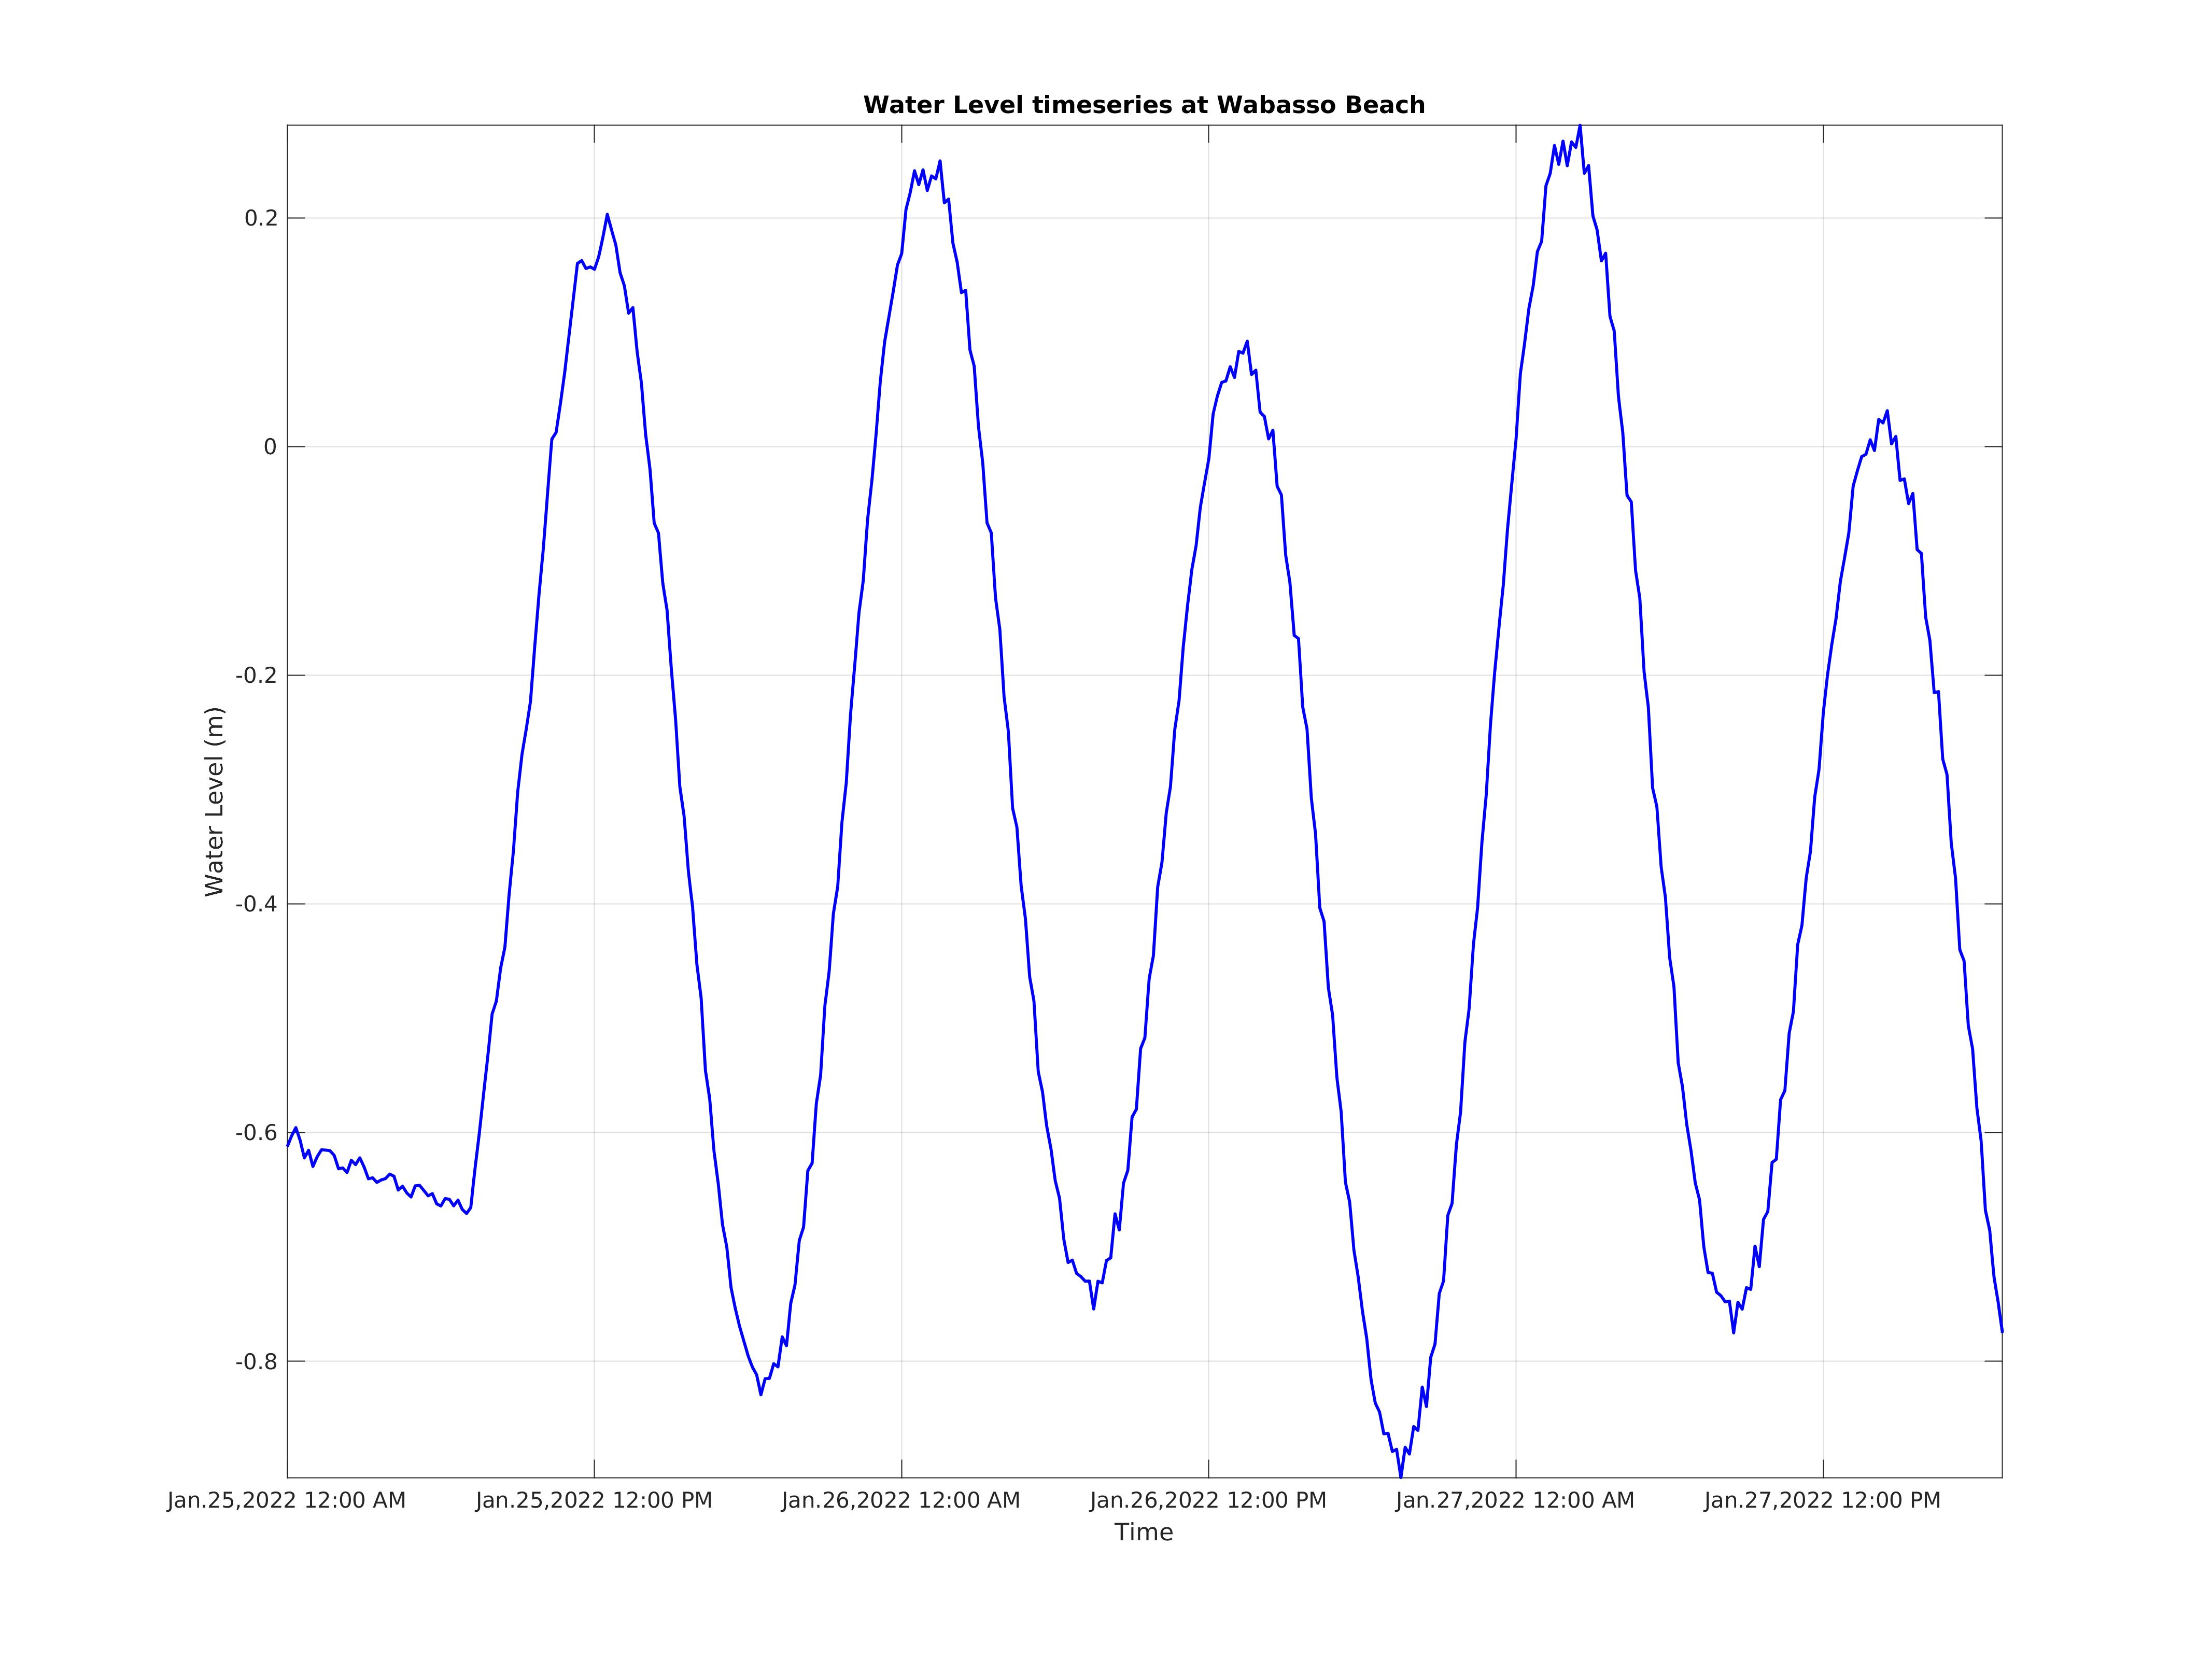 Water Level timeseries at Wabasso Beach
0.2
0
-0.2
-0.4
-0.6
-0.8
Water Level (m)
Jan.25,2022 12:00 AM
Jan.25,2022 12:00 PM
Jan.26,2022 12:00 AM
Jan.26,2022 12:00 PM
Jan.27,2022 12:00 AM
Jan.27,2022 12:00 PM
Time